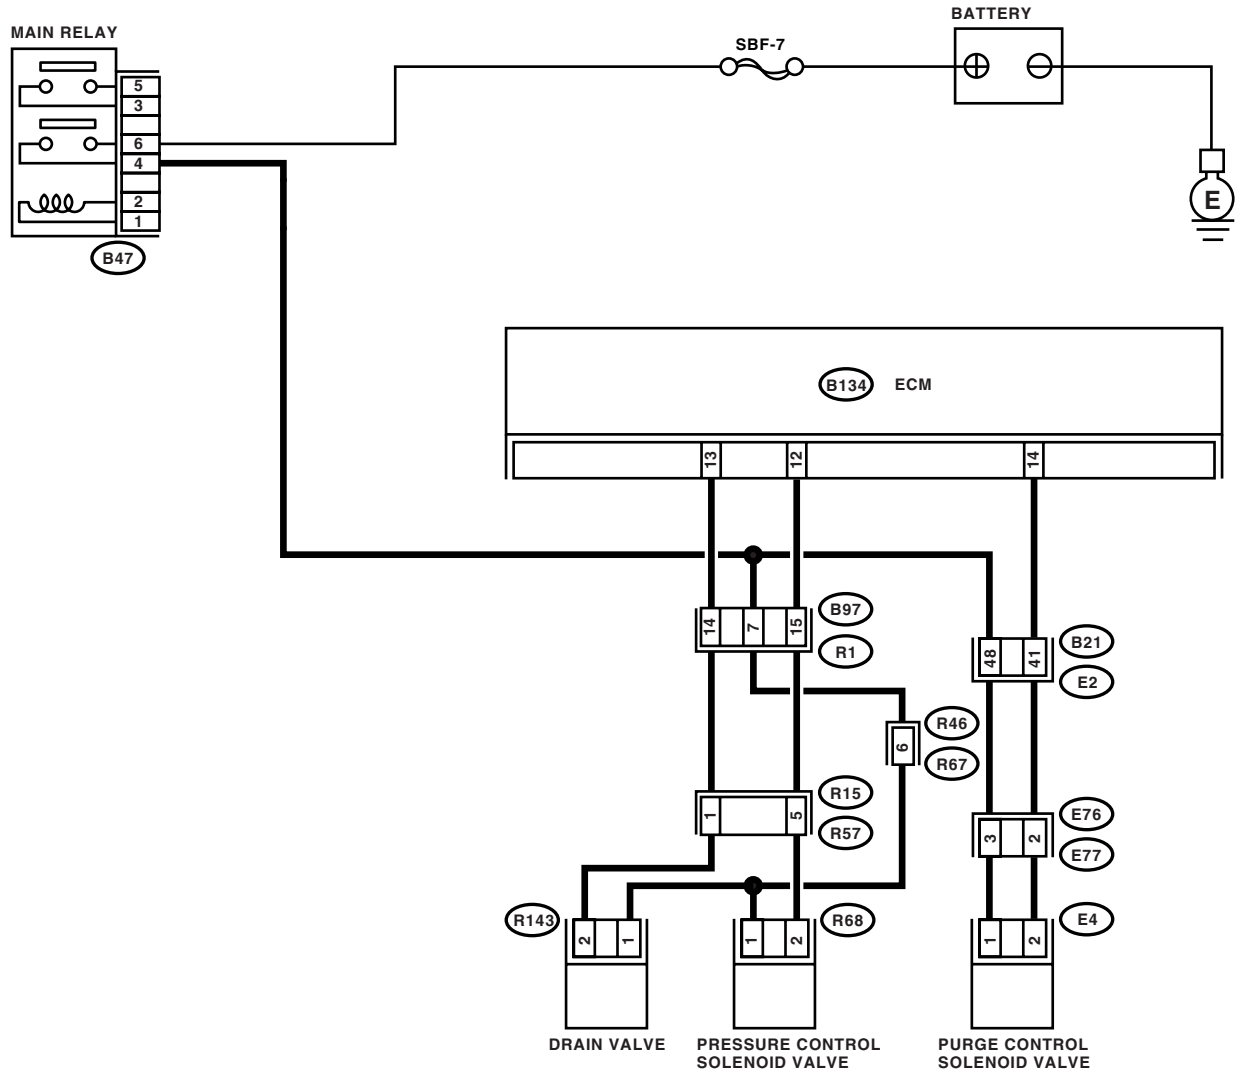 BATTERY
MAIN RELAY
SBF-7
5
3
6
4
2
1
E
B47
B134 ECM
13 12 14
B97
14 7 15
R1
B21
48 41
E2
R46
6
R67
R15
1 5
R57
E76
3 2
E77
R143 R68 E4
2 1 1 2 1 2
DRAIN VALVE
PRESSURE CONTROL
SOLENOID VALVE
PURGE CONTROL
SOLENOID VALVE